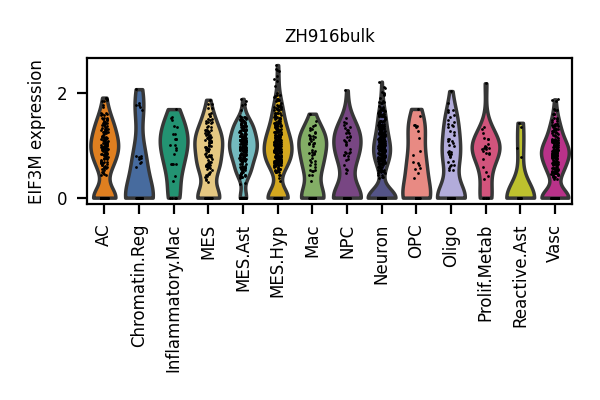 ZH916bulk
EIF3M expression
2
0
AC
Chromatin.Reg
Inflammatory.Mac
MES
MES.Ast
MES.Hyp
Mac
NPC
Neuron
OPC
Oligo
Prolif.Metab
Reactive.Ast
Vasc